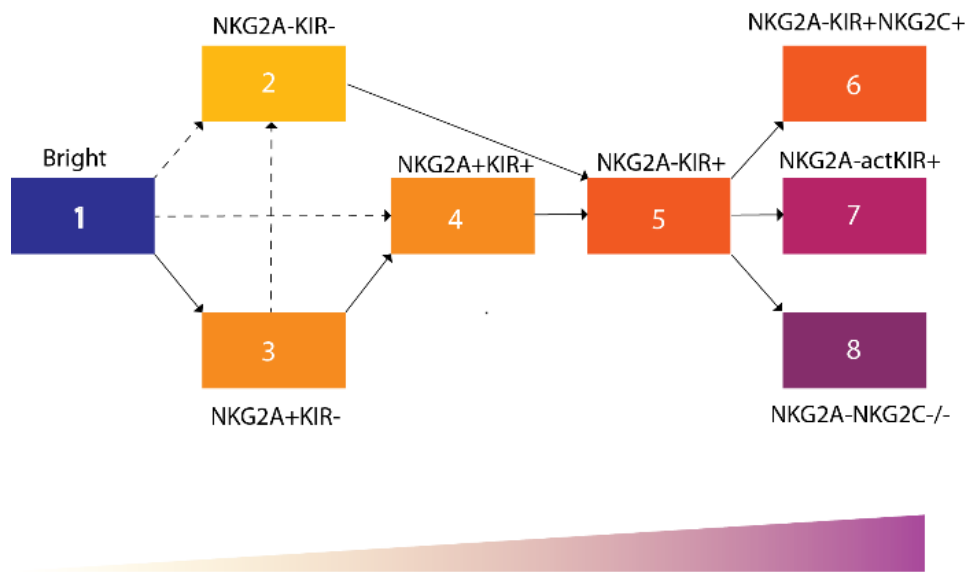 NKG2A-KIR-
2
Bright
1
NKG2A+KIR-
3
NKG2A+KIR+
4
NKG2A-KIR+
5
NKG2A-KIR+NKG2C+
6
NKG2A-actKIR+
7
8
NKG2A-NKG2C-/-